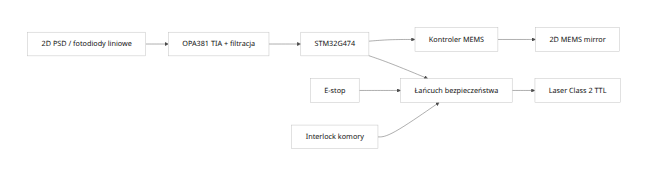 2D PSD / fotodiody liniowe
OPA381 TIA + filtracja
STM32G474
Kontroler MEMS
2D MEMS mirror
E-stop
Łańcuch bezpieczeństwa
Laser Class 2 TTL
Interlock komory